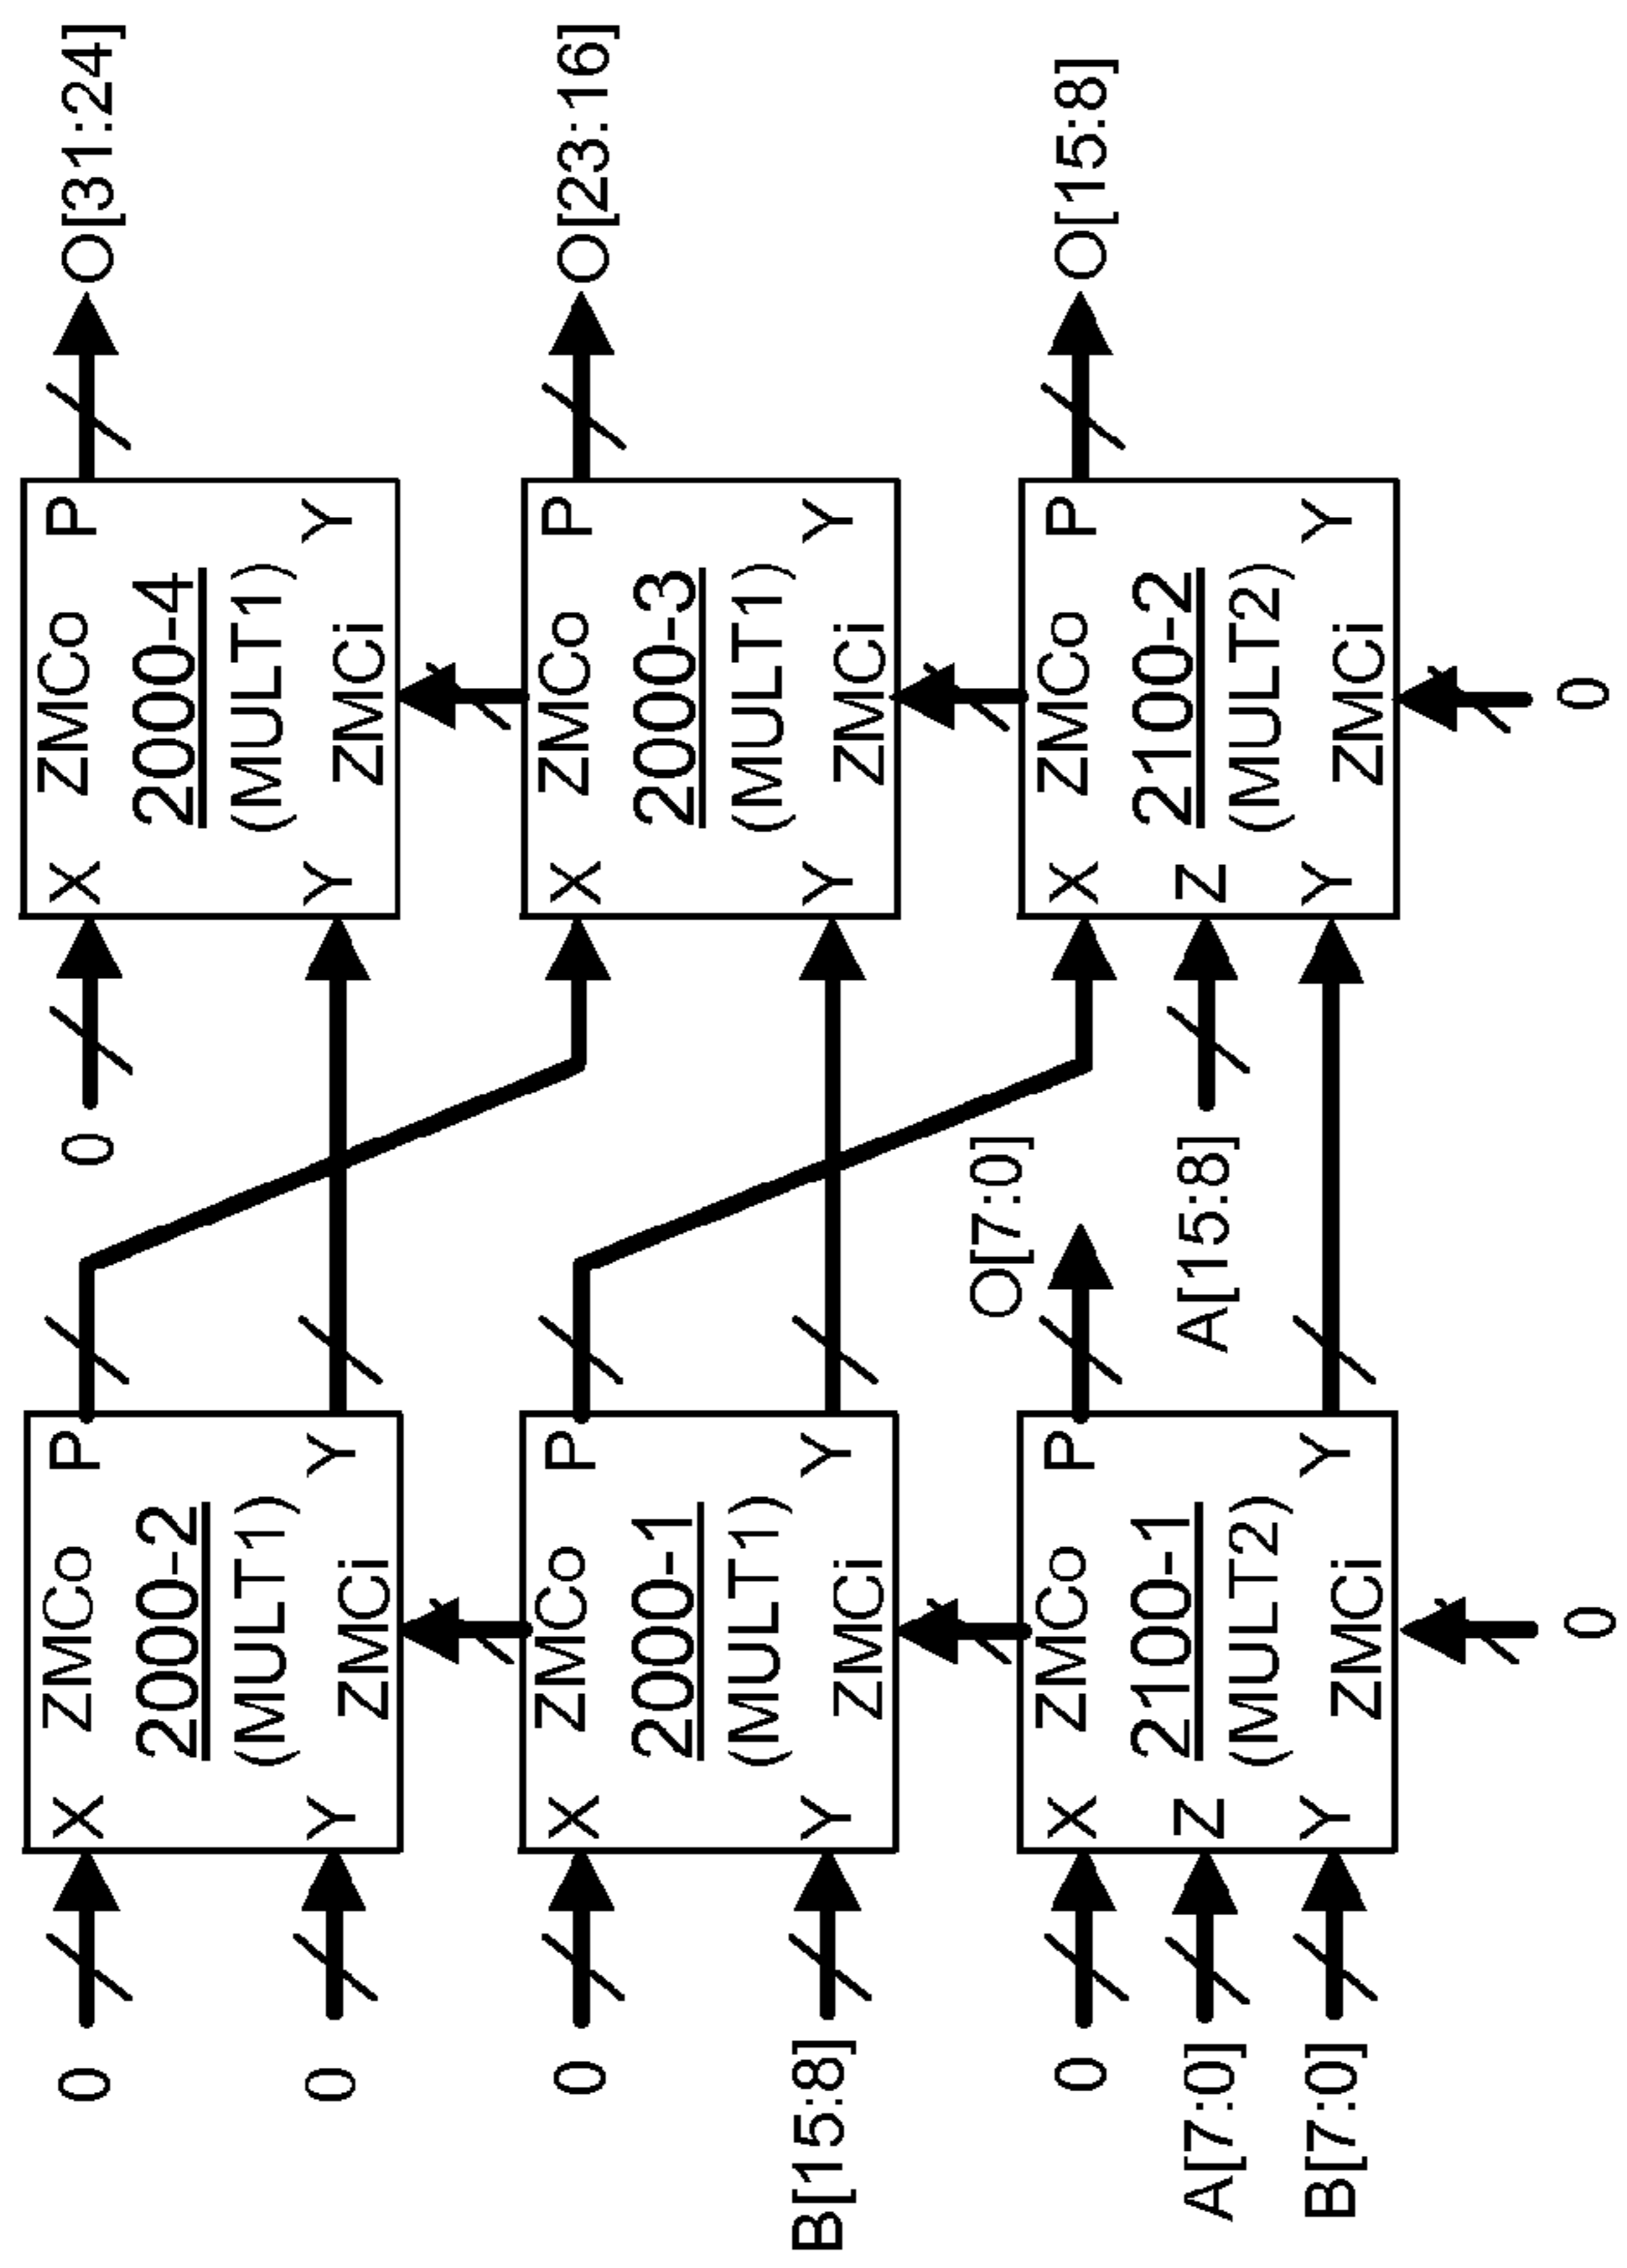 0
X ZMCo P
2000-2
(MULT1)
0
Y ZMCi Y
0
X ZMCo P
2000-4
(MULT1)
Y ZMCi Y
O[31:24]
0
X ZMCo P
2000-1
(MULT1)
B[15:8]
Y ZMCi Y
X ZMCo P
2000-3
(MULT1)
Y ZMCi Y
O[23:16]
0
X ZMCo P
A[7:0]
Z 2100-1
(MULT2)
B[7:0]
Y ZMCi Y
0
O[7:0]
A[15:8]
X ZMCo P
Z 2100-2
(MULT2)
Y ZMCi Y
0
O[15:8]